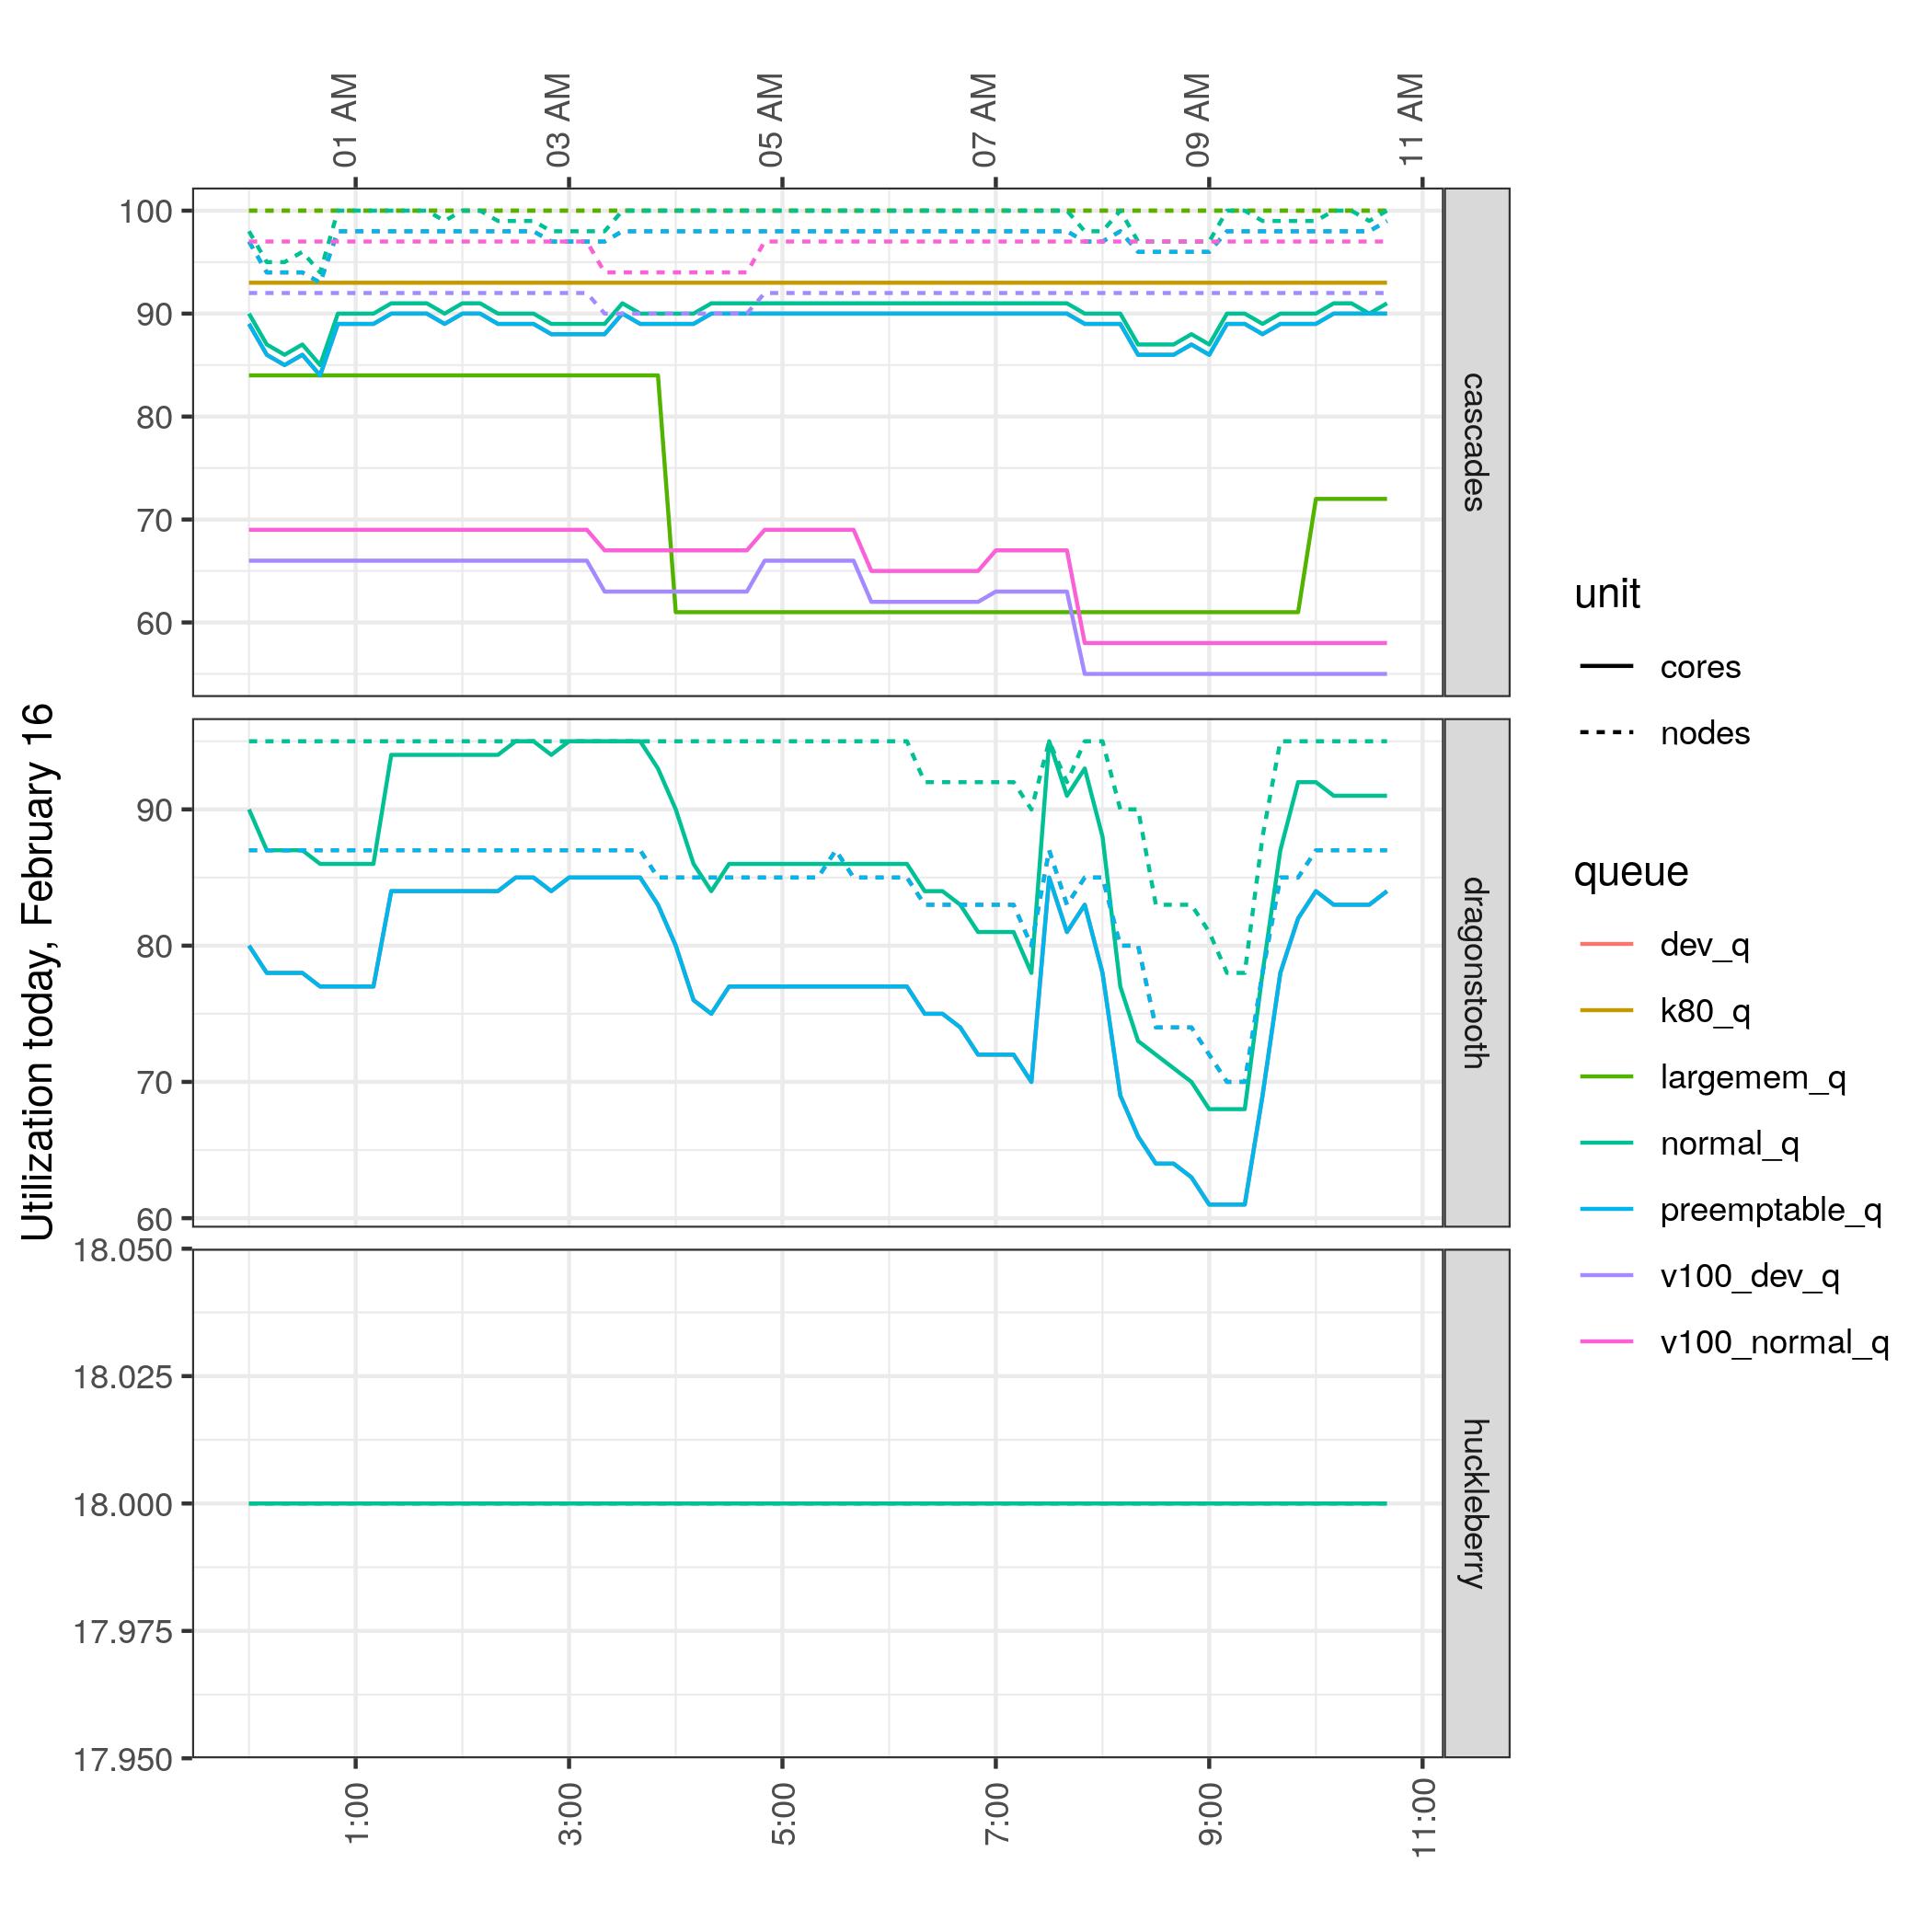 01 AM
03 AM
05 AM
07 AM
09 AM
11 AM
100
90
80
70
60
cascades
90
80
70
60
dragonstooth
18.050
18.025
18.000
17.975
17.950
huckleberry
1:00
3:00
5:00
7:00
9:00
11:00
Utilization today, February 16
unit
cores
nodes
queue
dev_q
k80_q
largemem_q
normal_q
preemptable_q
v100_dev_q
v100_normal_q